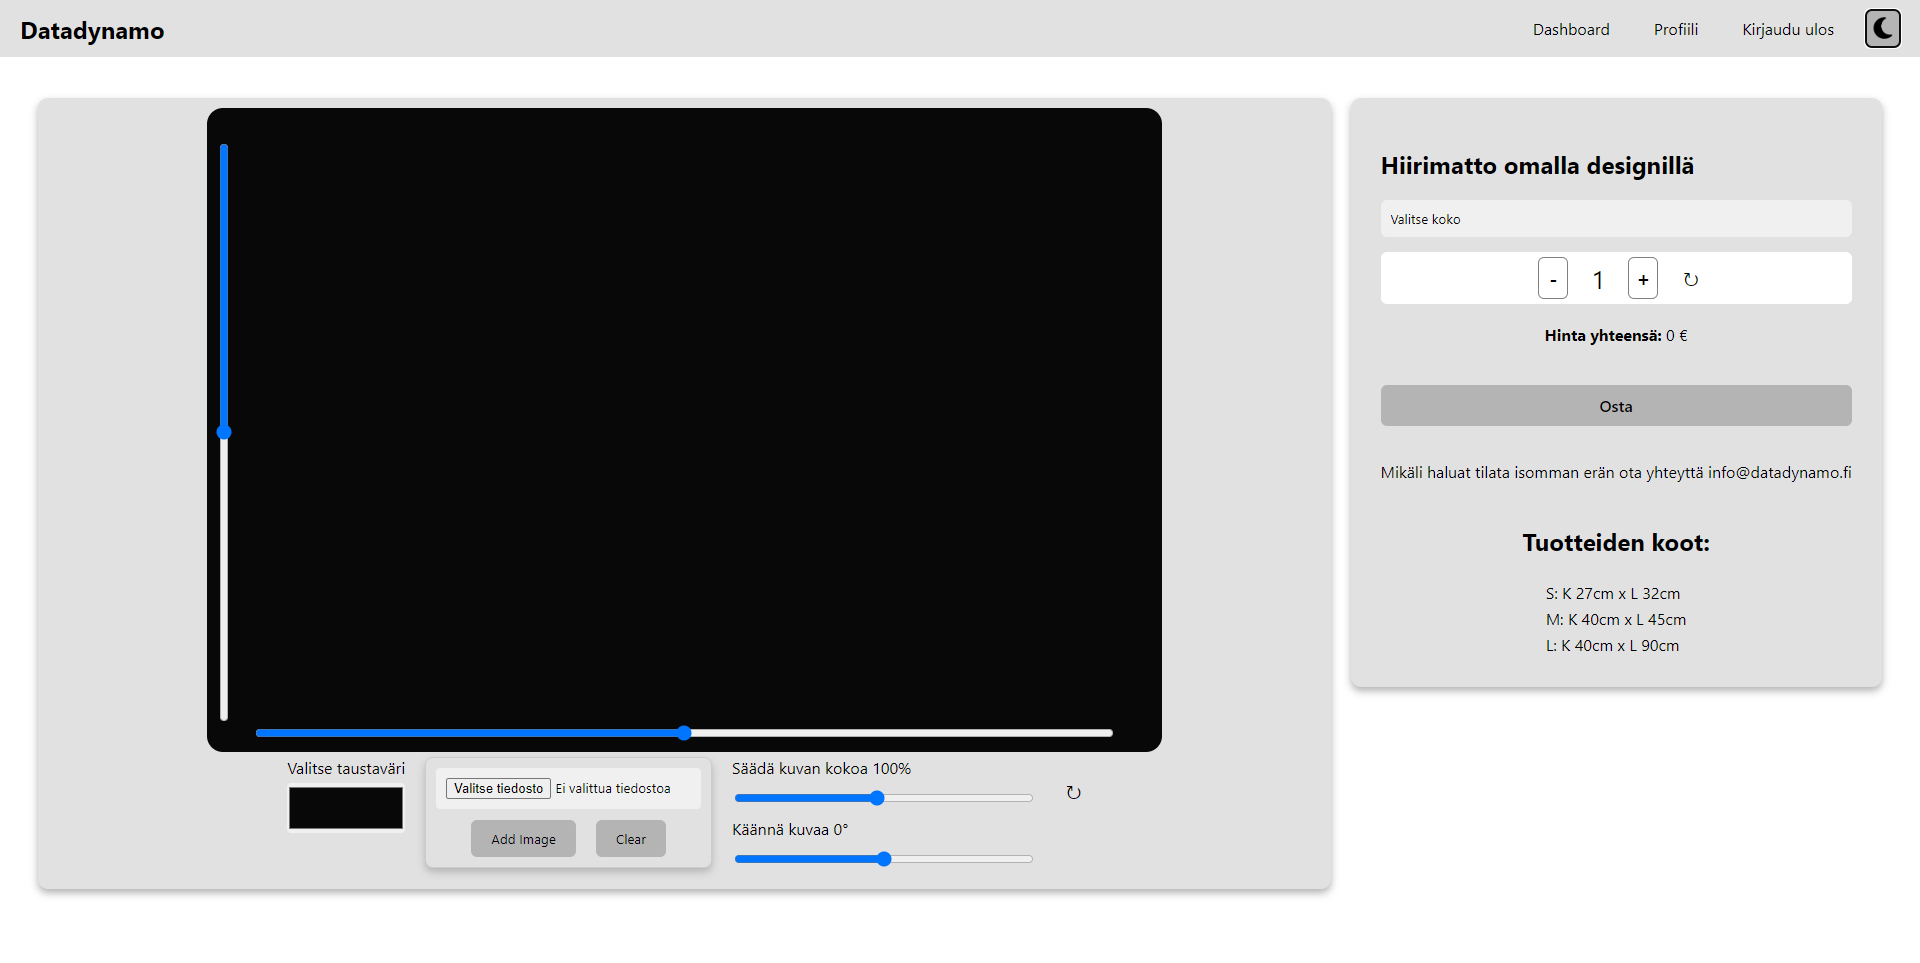 Datadynamo
Dashboard
Profiili
Kirjaudu ulos
Valitse taustaväri
Valitse tiedosto Ei valittua tiedostoa
Add Image
Clear
Säädä kuvan kokoa 100%
↻
Käännä kuvaa 0°
Hiirimatto omalla designillä
Valitse koko
- 1 + ↻
Hinta yhteensä: 0 €
Osta
Mikäli haluat tilata isomman erän ota yhteyttä info@datadynamo.fi
Tuotteiden koot:
S: K 27cm x L 32cm
M: K 40cm x L 45cm
L: K 40cm x L 90cm